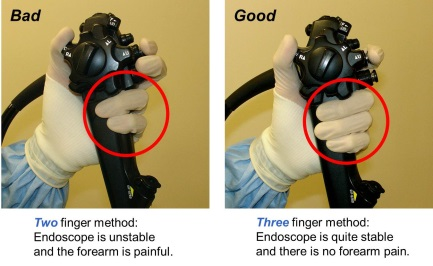 Bad
Good
Two finger method:
Endoscope is unstable
and the forearm is painful.
Three finger method:
Endoscope is quite stable
and there is no forearm pain.